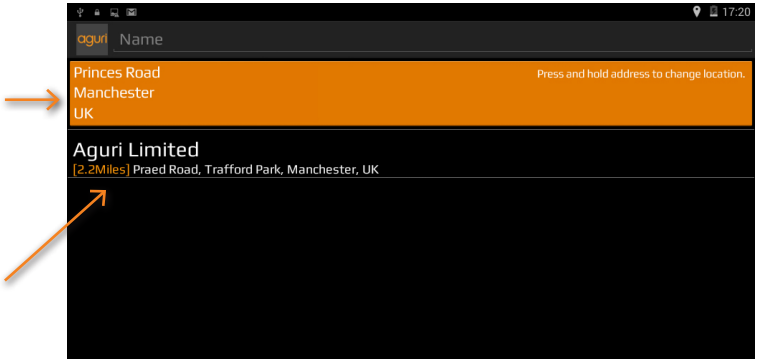 17:20
aguri Name
Princes Road Press and hold address to change location.
Manchester
UK
Aguri Limited
[2.2Miles] Praed Road, Trafford Park, Manchester, UK